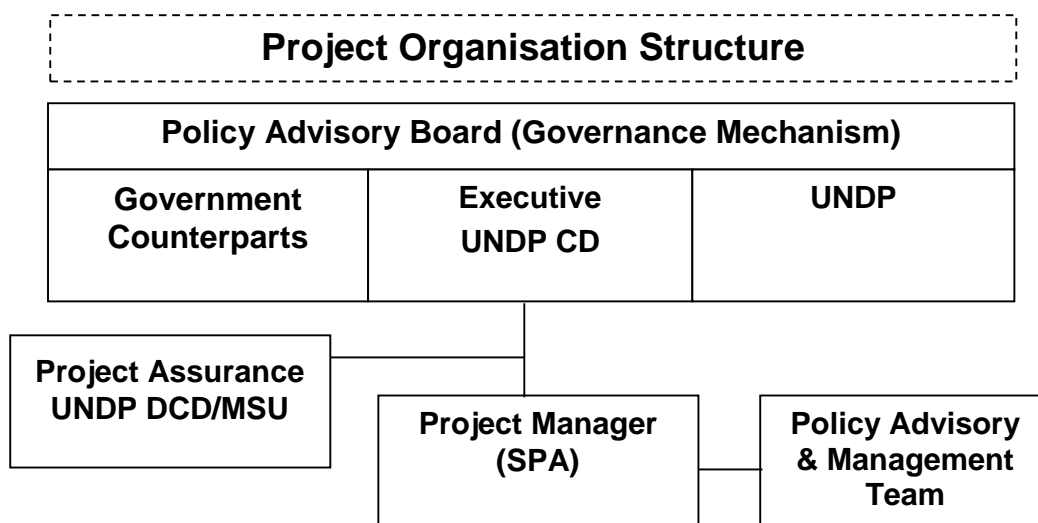 Project Organisation Structure
Policy Advisory Board (Governance Mechanism)
Government
Counterparts
Executive
UNDP CD
UNDP
Project Assurance
UNDP DCD/MSU
Project Manager
(SPA)
Policy Advisory
& Management
Team